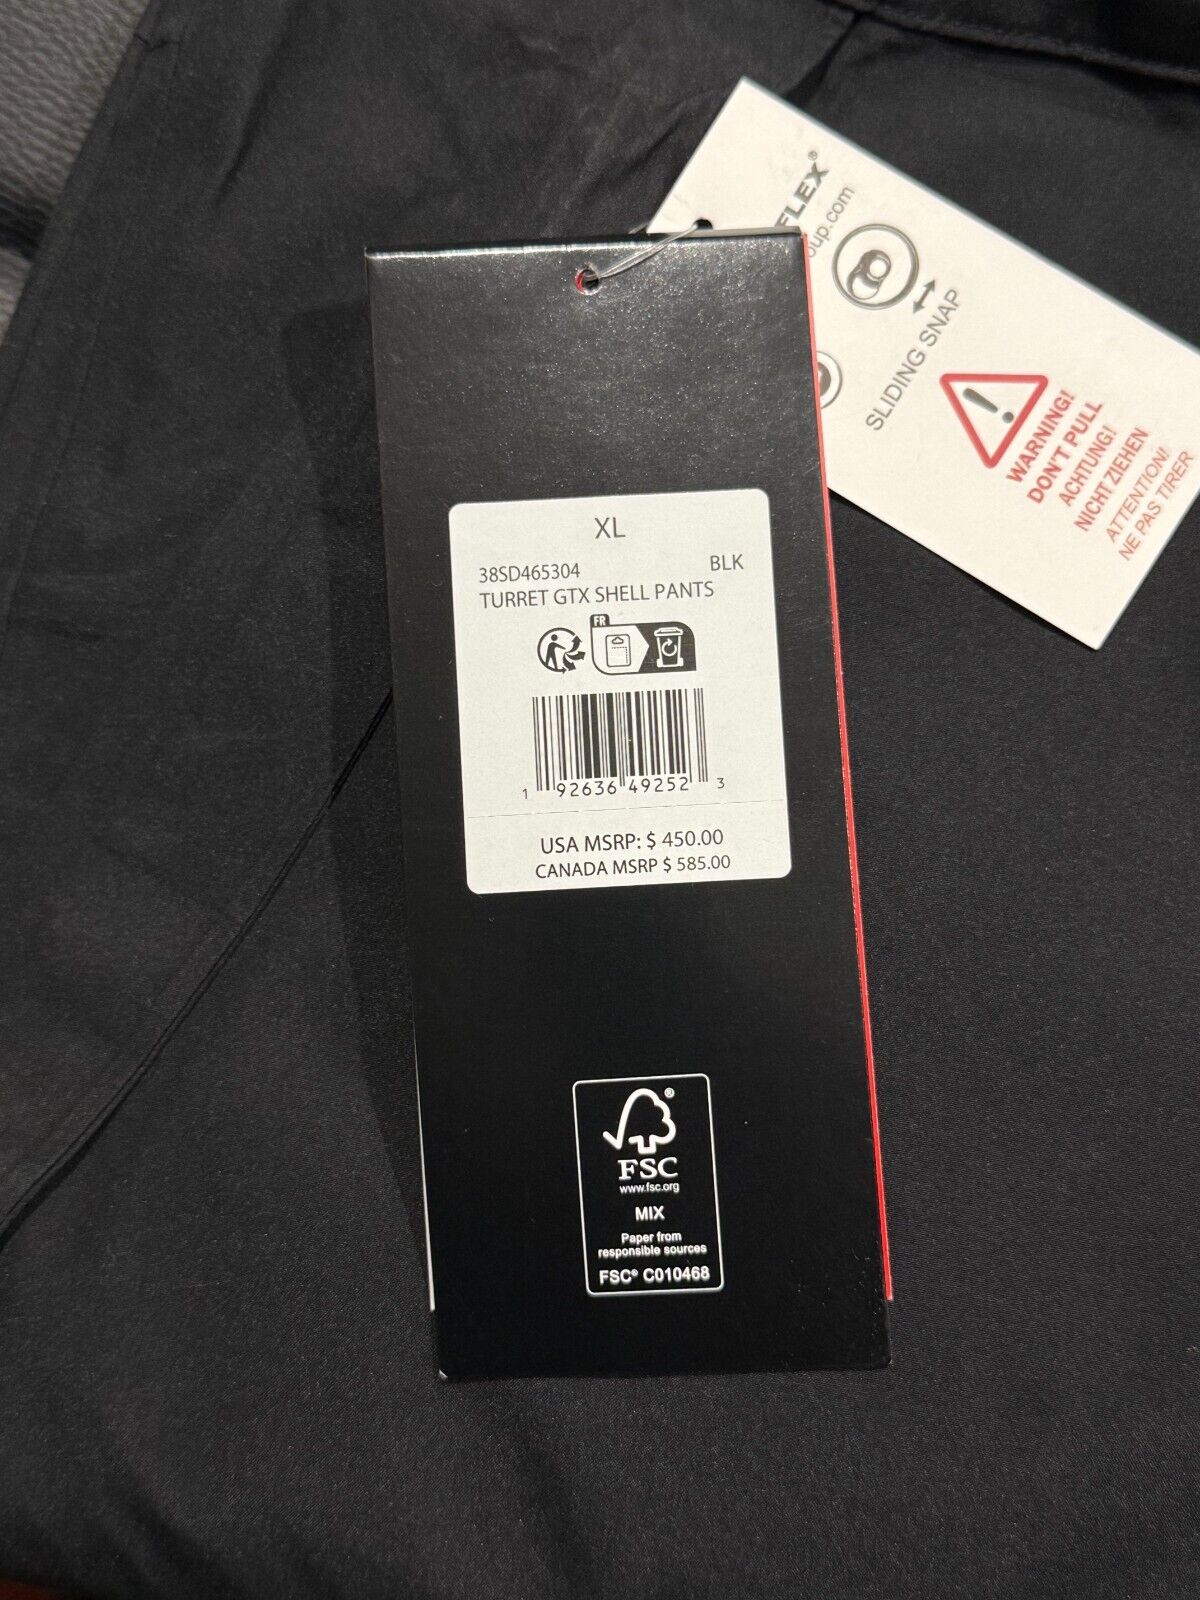 XL
38SD465304 BLK
TURRET GTX SHELL PANTS
FR
1 92636 49252 3
USA MSRP: $ 450.00
CANADA MSRP $ 585.00
FSC
www.fsc.org
MIX
Paper from
responsible sources
FSC® C010468
FLEX®
oup.com
SLIDING SNAP
WARNING!
DON'T PULL
ACHTUNG!
NICHT ZIEHEN
ATTENTION!
NE PAS TIRER